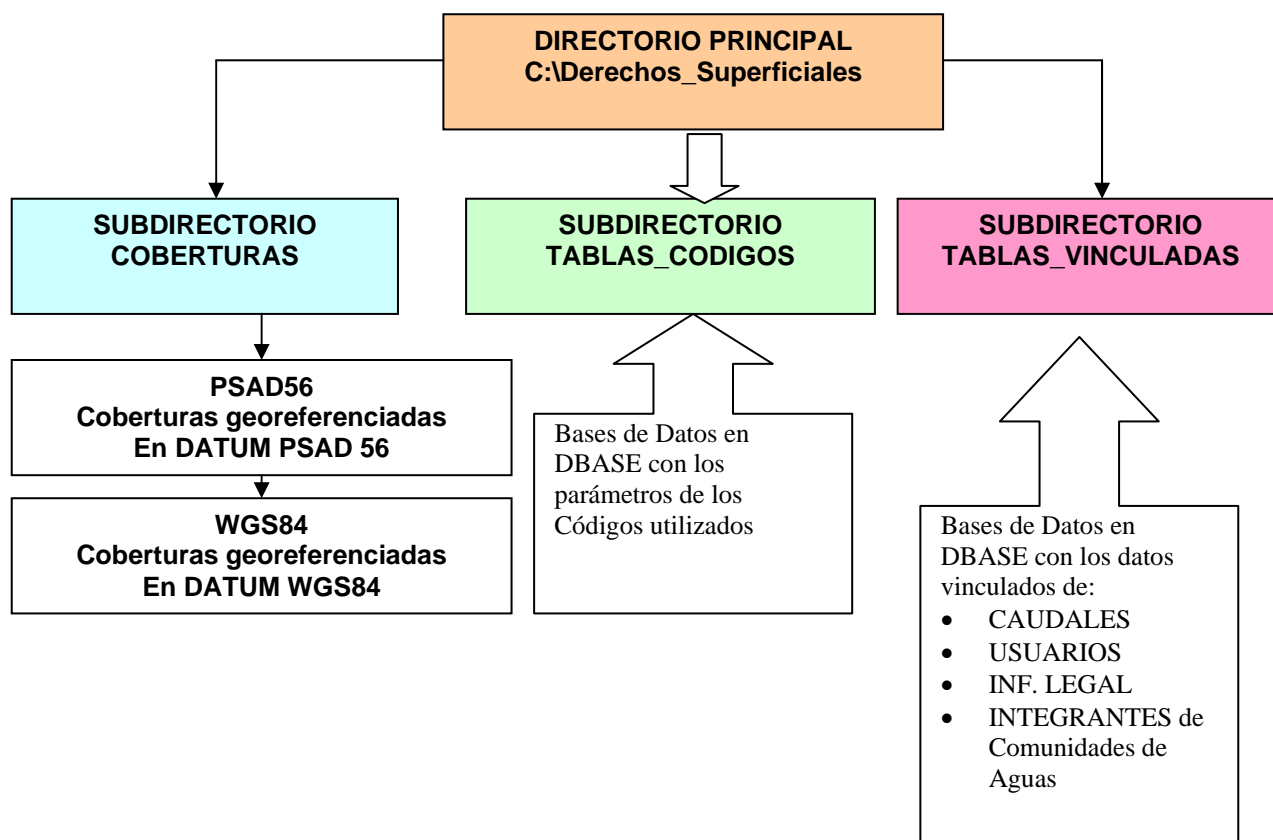 DIRECTORIO PRINCIPAL
C:\Derechos_Superficiales
SUBDIRECTORIO
COBERTURAS
SUBDIRECTORIO
TABLAS_CODIGOS
SUBDIRECTORIO
TABLAS_VINCULADAS
PSAD56
Coberturas georeferenciadas
En DATUM PSAD 56
WGS84
Coberturas georeferenciadas
En DATUM WGS84
Bases de Datos en
DBASE con los
parámetros de los
Códigos utilizados
Bases de Datos en
DBASE con los datos
vinculados de:
• CAUDALES
• USUARIOS
• INF. LEGAL
• INTEGRANTES de
Comunidades de
Aguas